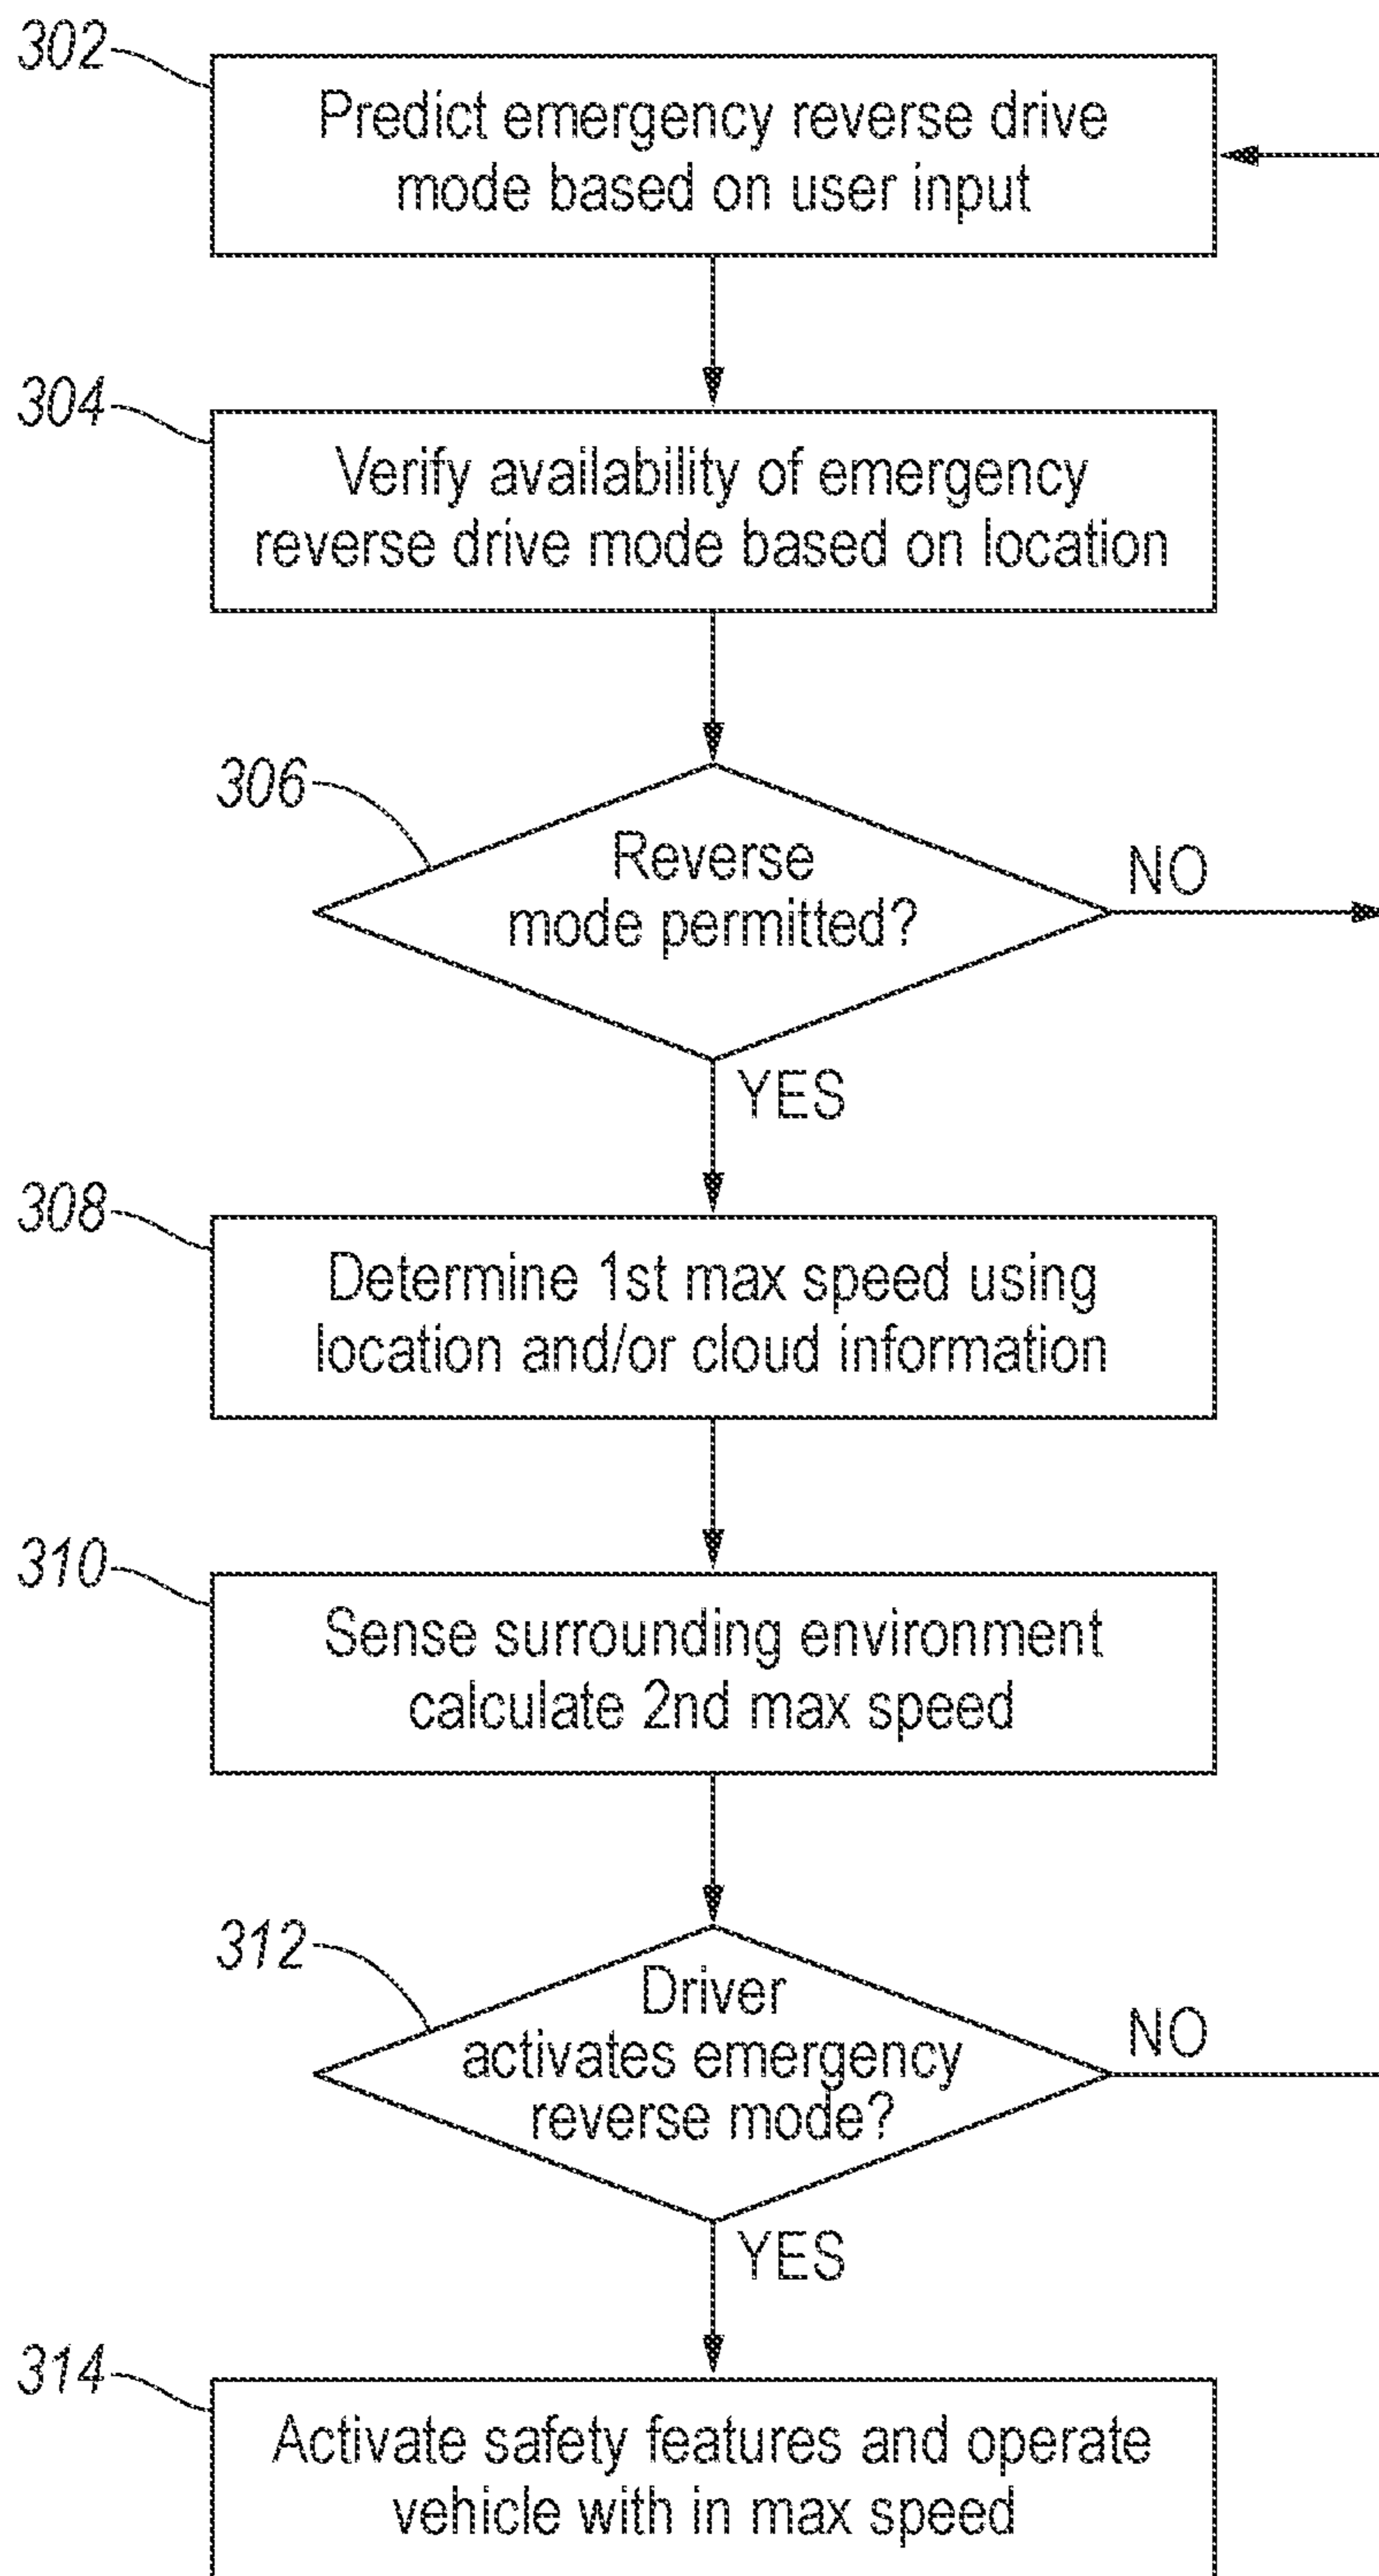 302
Predict emergency reverse drive
mode based on user input
304
Verify availability of emergency
reverse drive mode based on location
306
Reverse
mode permitted?
NO
YES
308
Determine 1st max speed using
location and/or cloud information
310
Sense surrounding environment
calculate 2nd max speed
312
Driver
activates emergency
reverse mode?
NO
YES
314
Activate safety features and operate
vehicle with in max speed